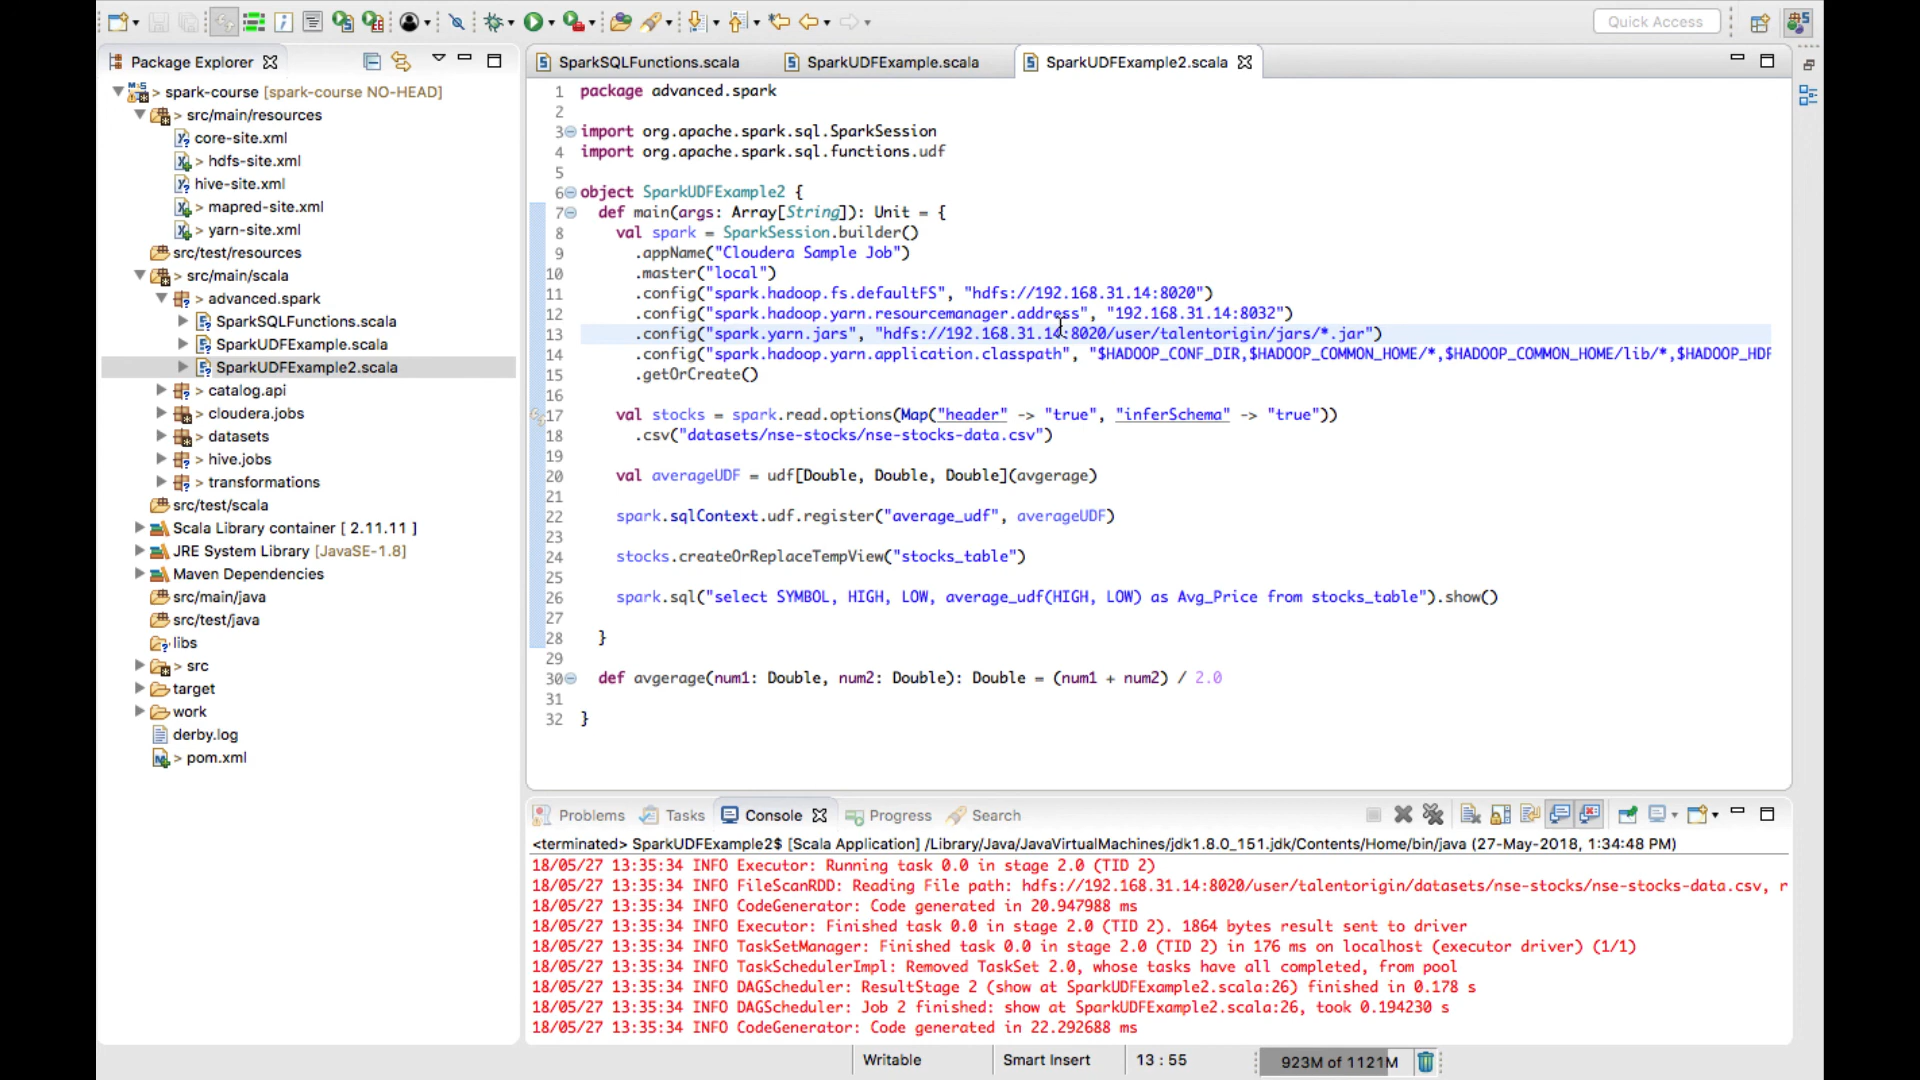 Quick Access
Package Explorer
> spark-course [spark-course NO-HEAD]
> src/main/resources
core-site.xml
> hdfs-site.xml
hive-site.xml
> mapred-site.xml
> yarn-site.xml
src/test/resources
> src/main/scala
> advanced.spark
> SparkSQLFunctions.scala
> SparkUDFExample.scala
> SparkUDFExample2.scala
> catalog.api
> cloudera.jobs
> datasets
> hive.jobs
> transformations
src/test/scala
Scala Library container [ 2.11.11 ]
JRE System Library [JavaSE-1.8]
Maven Dependencies
src/main/java
src/test/java
libs
> src
target
work
derby.log
> pom.xml
SparkSQLFunctions.scala SparkUDFExample.scala SparkUDFExample2.scala
1 package advanced.spark
2
3 import org.apache.spark.sql.SparkSession
4 import org.apache.spark.sql.functions.udf
5
6 object SparkUDFExample2 {
7 def main(args: Array[String]): Unit = {
8 val spark = SparkSession.builder()
9 .appName("Cloudera Sample Job")
10 .master("local")
11 .config("spark.hadoop.fs.defaultFS", "hdfs://192.168.31.14:8020")
12 .config("spark.hadoop.yarn.resourcemanager.address", "192.168.31.14:8032")
13 .config("spark.yarn.jars", "hdfs://192.168.31.14:8020/user/talentorigin/jars/*.jar")
14 .config("spark.hadoop.yarn.application.classpath", "$HADOOP_CONF_DIR,$HADOOP_COMMON_HOME/*,$HADOOP_COMMON_HOME/lib/*,$HADOOP_HDF
15 .getOrCreate()
16
17 val stocks = spark.read.options(Map("header" -> "true", "inferSchema" -> "true"))
18 .csv("datasets/nse-stocks/nse-stocks-data.csv")
19
20 val averageUDF = udf[Double, Double, Double](avgerage)
21
22 spark.sqlContext.udf.register("average_udf", averageUDF)
23
24 stocks.createOrReplaceTempView("stocks_table")
25
26 spark.sql("select SYMBOL, HIGH, LOW, average_udf(HIGH, LOW) as Avg_Price from stocks_table").show()
27
28 }
29
30 def avgerage(num1: Double, num2: Double): Double = (num1 + num2) / 2.0
31
32 }
Problems Tasks Console Progress Search
<terminated> SparkUDFExample2$ [Scala Application] /Library/Java/JavaVirtualMachines/jdk1.8.0_151.jdk/Contents/Home/bin/java (27-May-2018, 1:34:48 PM)
18/05/27 13:35:34 INFO Executor: Running task 0.0 in stage 2.0 (TID 2)
18/05/27 13:35:34 INFO FileScanRDD: Reading File path: hdfs://192.168.31.14:8020/user/talentorigin/datasets/nse-stocks/nse-stocks-data.csv, r
18/05/27 13:35:34 INFO CodeGenerator: Code generated in 20.947988 ms
18/05/27 13:35:34 INFO Executor: Finished task 0.0 in stage 2.0 (TID 2). 1864 bytes result sent to driver
18/05/27 13:35:34 INFO TaskSetManager: Finished task 0.0 in stage 2.0 (TID 2) in 176 ms on localhost (executor driver) (1/1)
18/05/27 13:35:34 INFO TaskSchedulerImpl: Removed TaskSet 2.0, whose tasks have all completed, from pool
18/05/27 13:35:34 INFO DAGScheduler: ResultStage 2 (show at SparkUDFExample2.scala:26) finished in 0.178 s
18/05/27 13:35:34 INFO DAGScheduler: Job 2 finished: show at SparkUDFExample2.scala:26, took 0.194230 s
18/05/27 13:35:34 INFO CodeGenerator: Code generated in 22.292688 ms
Writable Smart Insert 13 : 55 923M of 1121M